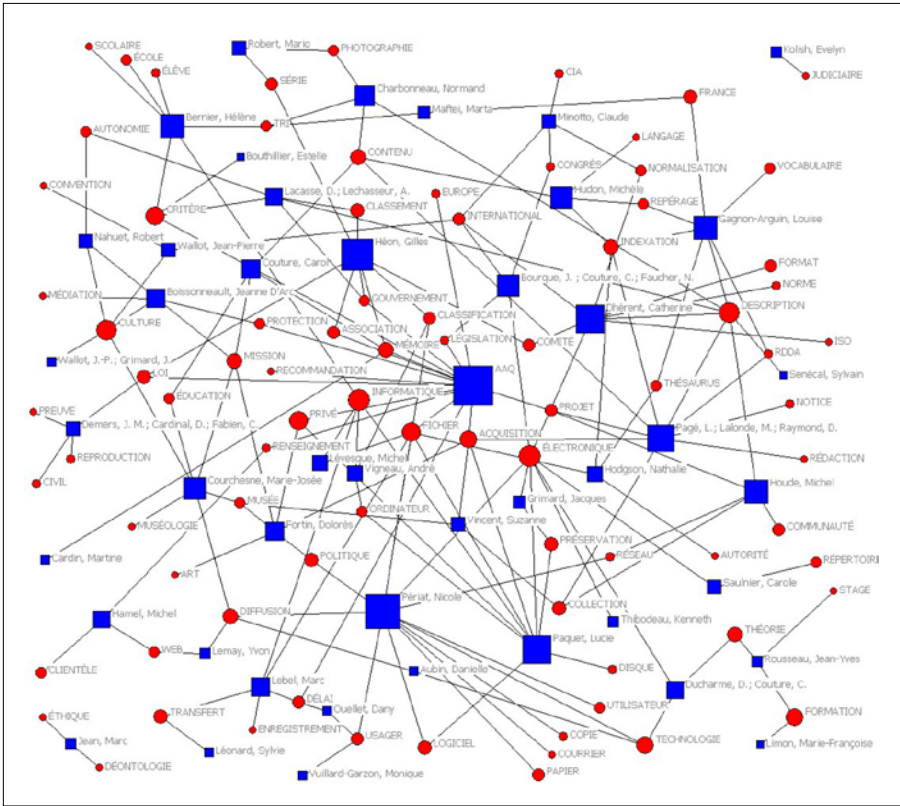 SCOLAIRE
Robert, Mario
PHOTOGRAPHIE
Kolish, Evelyn
ÉCOLE
ÉLÈVE
CIA
JUDICIAIRE
SÉRIE
Charbonneau, Normand
FRANCE
Bernier, Hélène
TRI
Maftei, Marta
Minotto, Claude
AUTONOMIE
LANGAGE
Bouthillier, Estelle
CONTENU
CONGRÈS
NORMALISATION
VOCABULAIRE
CONVENTION
Lacasse, D.; Lechasseur, A.
EUROPE
Hudon, Michèle
REPÉRAGE
CRITÈRE
CLASSEMENT
INTERNATIONAL
Gagnon-Arguin, Louise
Nahuet, Robert
Wallot, Jean-Pierre
Héon, Gilles
INDEXATION
Couture, Carol
FORMAT
Bourque, J.; Couture, C.; Faucher, N.
NORME
MÉDIATION
Boissonneault, Jeanne D'Arc
GOUVERNEMENT
DESCRIPTION
CULTURE
PROTECTION
ASSOCIATION
CLASSIFICATION
Dhérent, Catherine
LÉGISLATION
COMITÉ
ISO
MÉMOIRE
RDDA
Wallot, J.-P.; Grimard, J.
MISSION
LOI
RECOMMANDATION
AAQ
THÉSAURUS
Senécal, Sylvain
ÉDUCATION
INFORMATIQUE
PREUVE
PRIVÉ
PROJET
NOTICE
Demers, J. M.; Cardinal, D.; Fabien, C.
FICHIER
ACQUISITION
Pagé, L.; Lalonde, M.; Raymond, D.
RENSEIGNEMENT
ÉLECTRONIQUE
REPRODUCTION
Lévesque, Michel
RÉDACTION
Vigneau, André
Hodgson, Nathalie
CIVIL
Courchesne, Marie-Josée
Houde, Michel
MUSÉE
Grimard, Jacques
ORDINATEUR
MUSÉOLOGIE
Fortin, Dolorès
Vincent, Suzanne
COMMUNAUTÉ
PRÉSERVATION
Cardin, Martine
POLITIQUE
RÉSEAU
AUTORITÉ
RÉPERTOIRE
ART
Saulnier, Carole
STAGE
Périat, Nicole
COLLECTION
Hamel, Michel
DIFFUSION
Thibodeau, Kenneth
THÉORIE
WEB
Lemay, Yvon
Paquet, Lucie
Rousseau, Jean-Yves
CLIENTÈLE
Aubin, Danielle
DISQUE
Lebel, Marc
Ducharme, D.; Couture, C.
DÉLAI
Ouellet, Dany
UTILISATEUR
ÉTHIQUE
TRANSFERT
FORMATION
ENREGISTREMENT
USAGER
COPIE
Jean, Marc
Léonard, Sylvie
LOGICIEL
TECHNOLOGIE
Limon, Marie-Françoise
COURRIER
DÉONTOLOGIE
Vuillard-Garzon, Monique
PAPIER